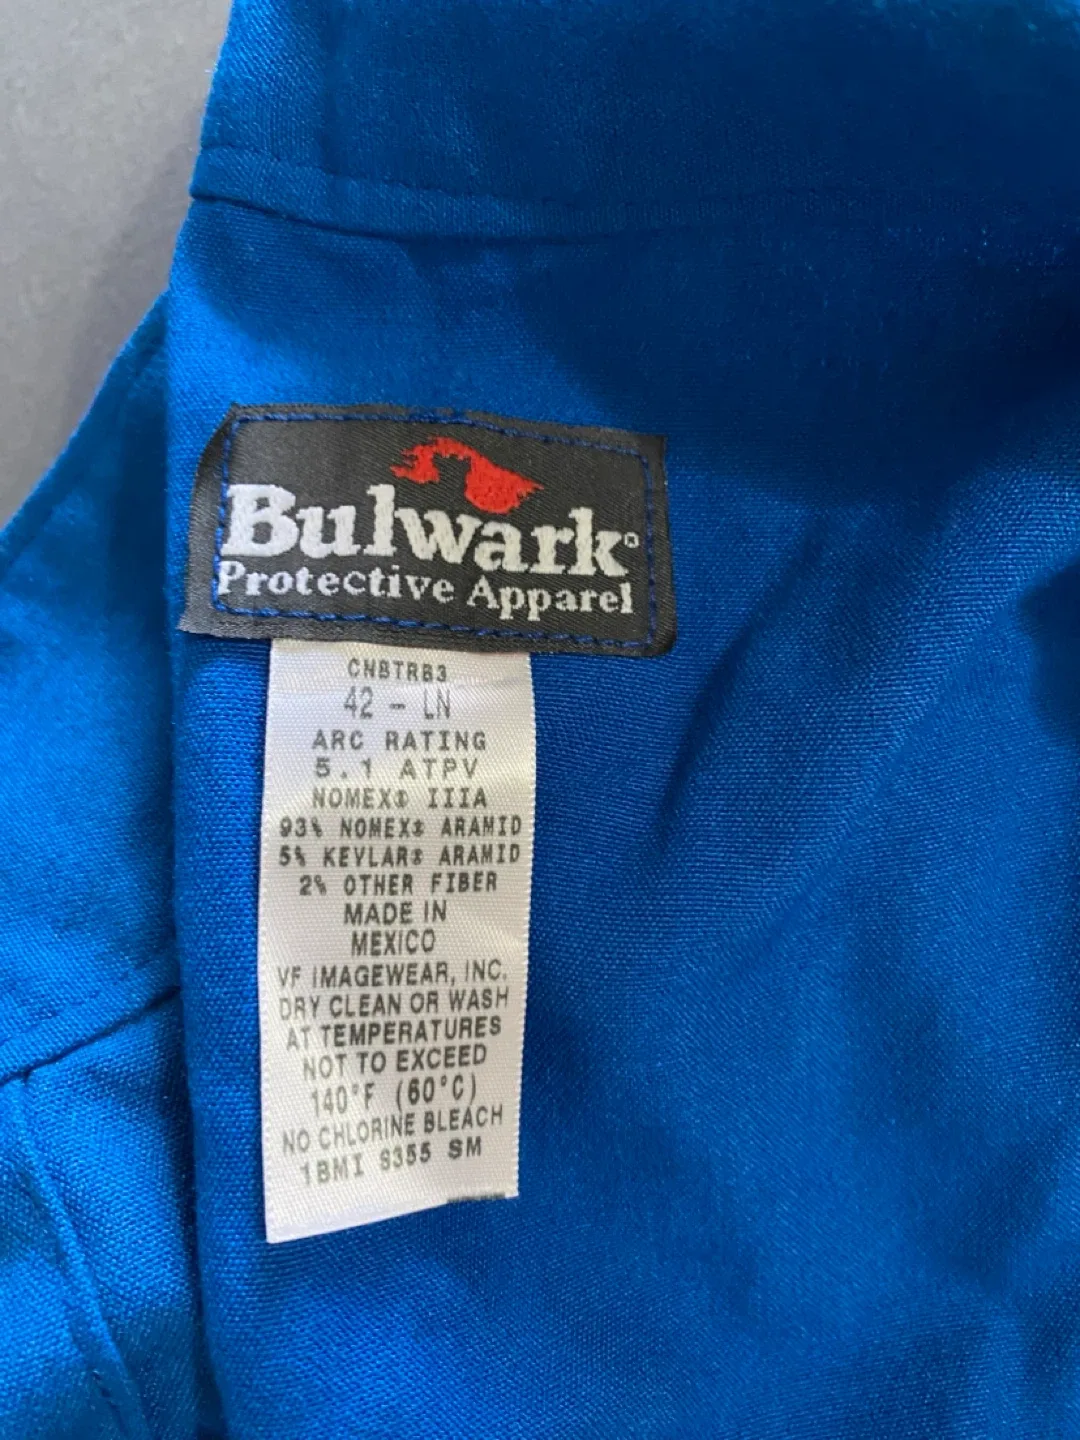 Bulwark®
Protective Apparel
CNBTRB3
42 - LN
ARC RATING
5.1 ATPV
NOMEX® IIIA
93% NOMEX® ARAMID
5% KEVLAR® ARAMID
2% OTHER FIBER
MADE IN
MEXICO
VF IMAGEWEAR, INC.
DRY CLEAN OR WASH
AT TEMPERATURES
NOT TO EXCEED
140°F (60°C)
NO CHLORINE BLEACH
1BMI S355 SM